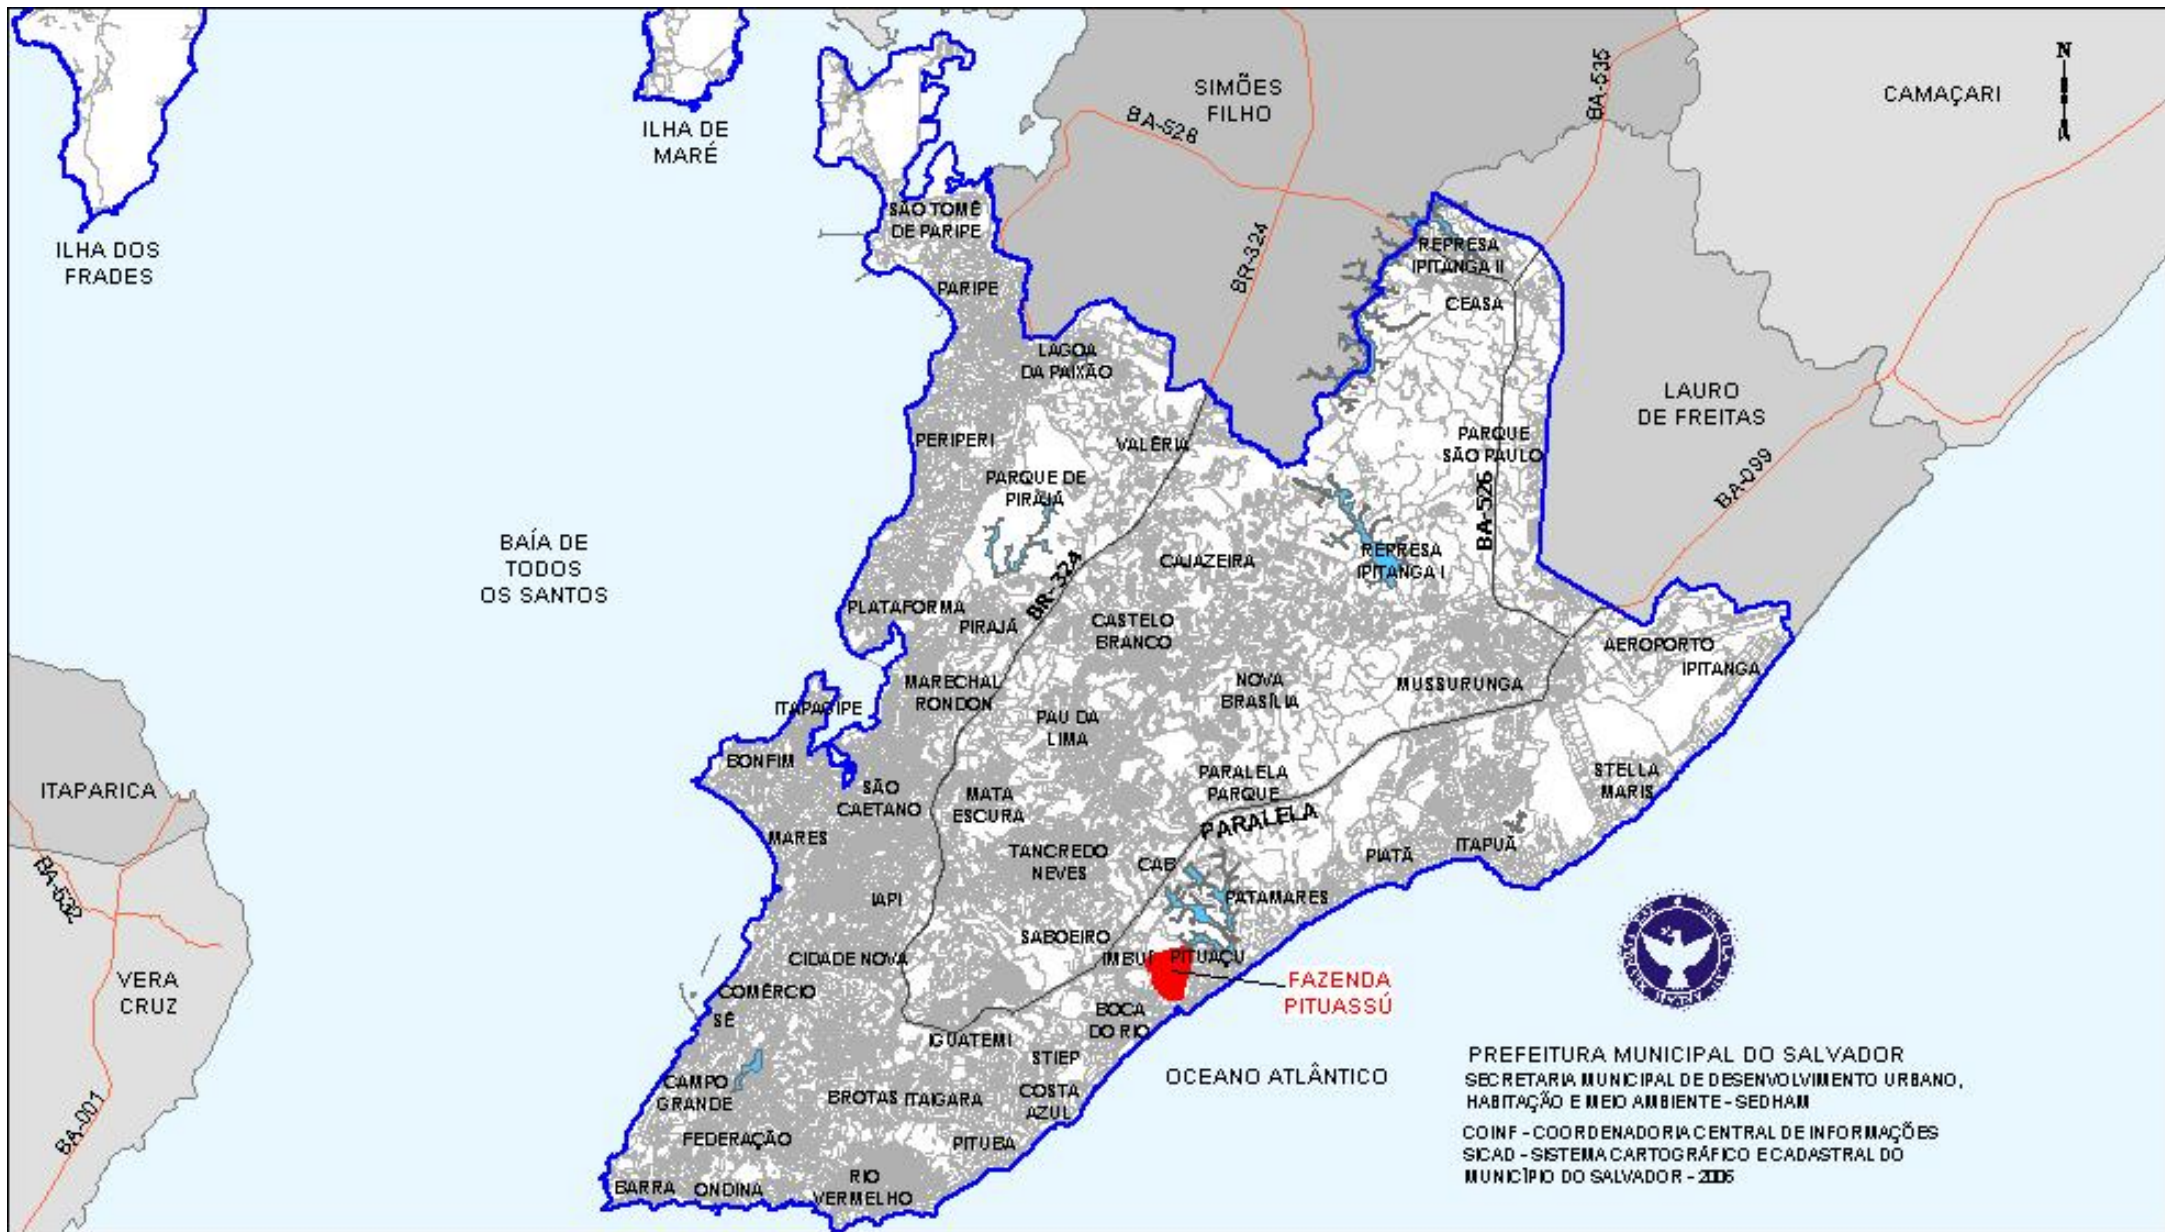 N
SIMÕES
FILHO
CAMAÇARI
BA-535
BA-526
ILHA DE
MARÉ
ILHA DOS
FRADES
SÃO TOMÉ
DE PARIPE
BR-324
REPRESA
IPITANGA II
CEASA
PARIPE
LAGOA
DA PAIXÃO
LAURO
DE FREITAS
PERIPERI
VALÉRIA
PARQUE
SÃO PAULO
PARQUE DE
PIRAJÁ
BA-099
BA-526
BAÍA DE
TODOS
OS SANTOS
CAJAZEIRA
REPRESA
IPITANGA I
BR-324
PLATAFORMA
PIRAJÁ
CASTELO
BRANCO
AEROPORTO
IPITANGA
MARECHAL
RONDON
NOVA
BRASÍLIA
MUSSURUNGA
ITAPAGIPE
PAU DA
LIMA
BONFIM
PARALELA
PARQUE
STELLA
MARIS
ITAPARICA
SÃO
CAETANO
MATA
ESCURA
PARALELA
MARES
TANCREDO
NEVES
CAB
PIATÃ
ITAPUÃ
BA-532
IAPI
PATAMARES
SABOEIRO
CIDADE NOVA
IMBUÍ
PITUAÇU
VERA
CRUZ
FAZENDA
PITUASSÚ
COMÉRCIO
SÉ
BOCA
DO RIO
IGUATEMI
STIEP
OCEANO ATLÂNTICO
CAMPO
GRANDE
BROTAS
ITAIGARA
COSTA
AZUL
BA-001
FEDERAÇÃO
PITUBA
BARRA
ONDINA
RIO
VERMELHO
PREFEITURA MUNICIPAL DO SALVADOR
SECRETARIA MUNICIPAL DE DESENVOLVIMENTO URBANO,
HABITAÇÃO E MEIO AMBIENTE - SEDHAM
COINF - COORDENADORIA CENTRAL DE INFORMAÇÕES
SICAD - SISTEMA CARTOGRÁFICO E CADASTRAL DO
MUNICÍPIO DO SALVADOR - 2006